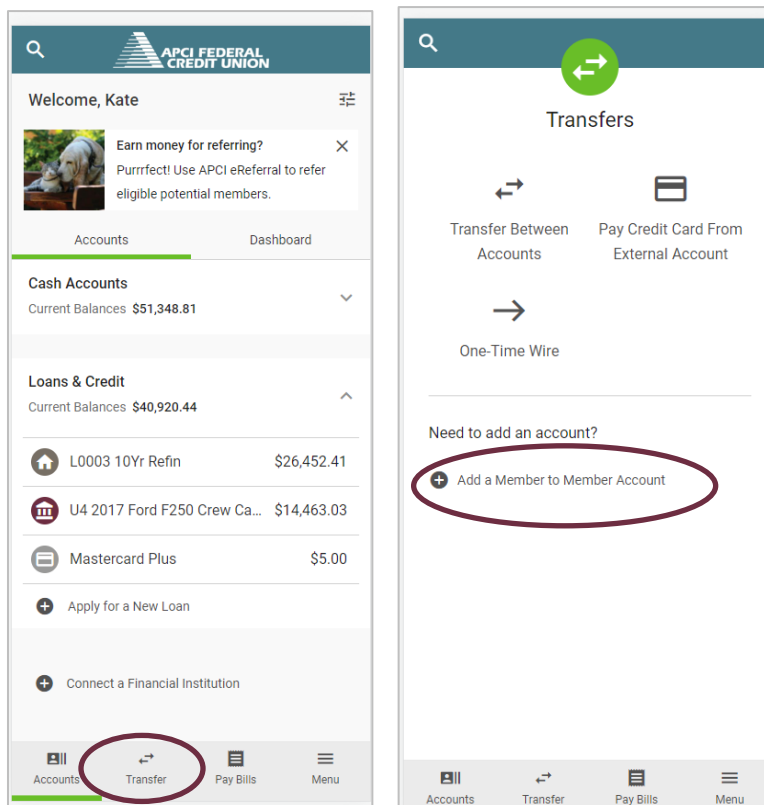 APCI FEDERAL
CREDIT UNION
Welcome, Kate
Earn money for referring?
Purrrfect! Use APCI eReferral to refer
eligible potential members.
Accounts Dashboard
Cash Accounts
Current Balances $51,348.81
Loans & Credit
Current Balances $40,920.44
L0003 10Yr Refin $26,452.41
U4 2017 Ford F250 Crew Ca... $14,463.03
Mastercard Plus $5.00
Apply for a New Loan
Connect a Financial Institution
Accounts Transfer Pay Bills Menu
Transfers
Transfer Between
Accounts
Pay Credit Card From
External Account
One-Time Wire
Need to add an account?
Add a Member to Member Account
Accounts Transfer Pay Bills Menu